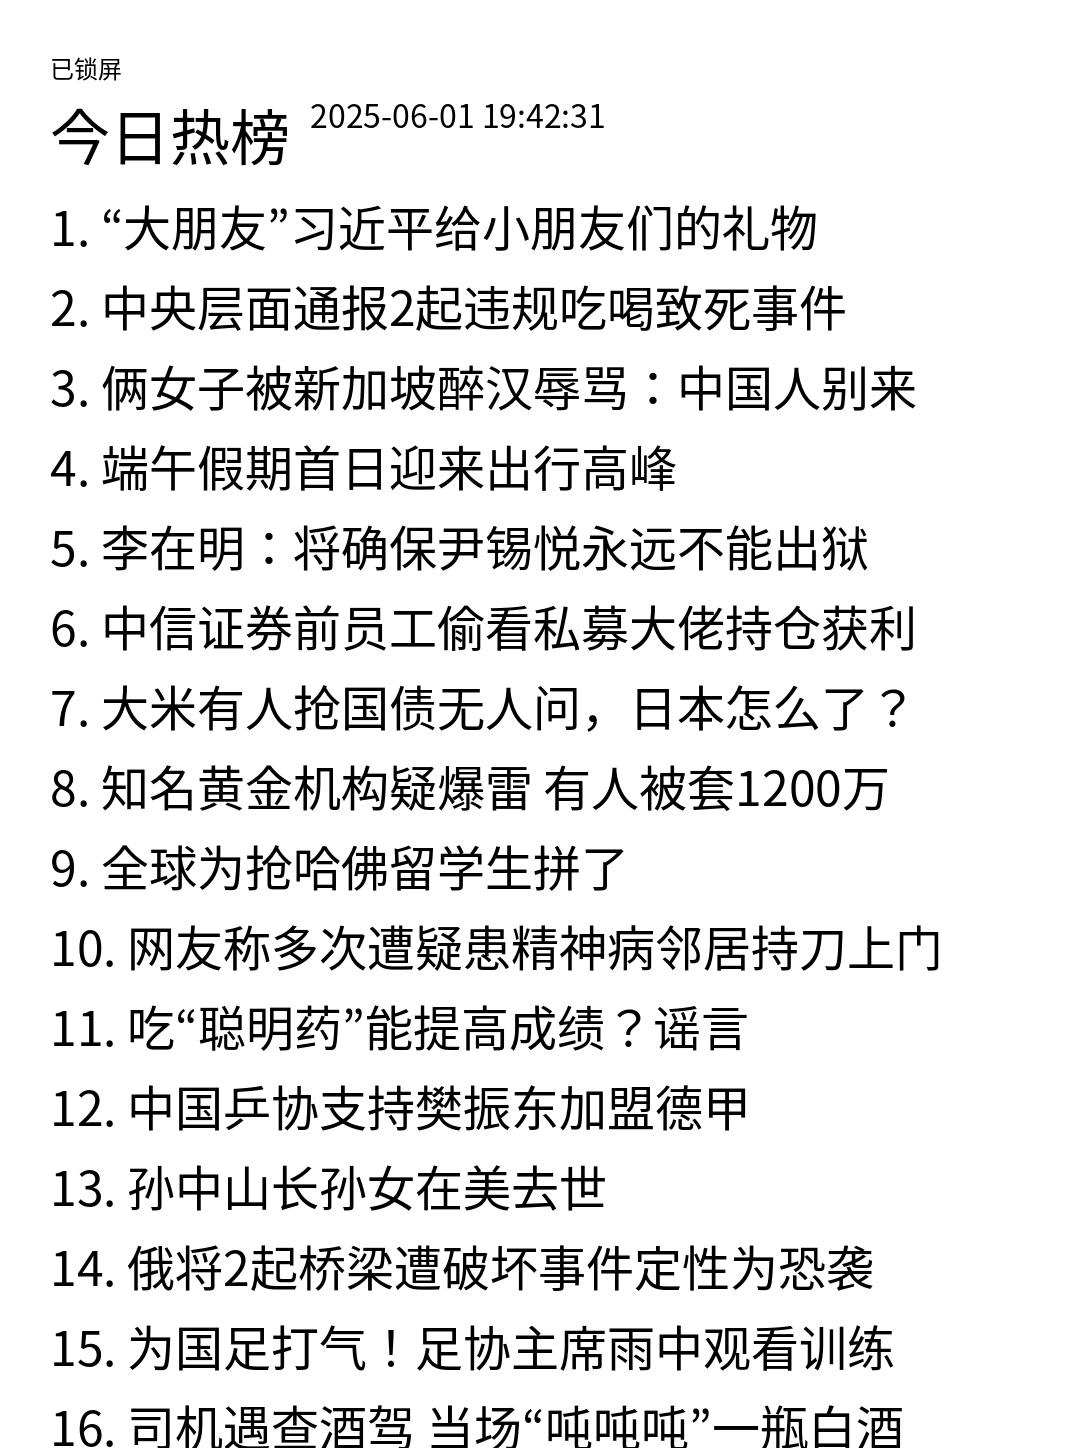 已锁屏
今日热榜 2025-06-01 19:42:31
1. “大朋友”习近平给小朋友们的礼物
2. 中央层面通报2起违规吃喝致死事件
3. 俩女子被新加坡醉汉辱骂：中国人别来
4. 端午假期首日迎来出行高峰
5. 李在明：将确保尹锡悦永远不能出狱
6. 中信证券前员工偷看私募大佬持仓获利
7. 大米有人抢国债无人问，日本怎么了？
8. 知名黄金机构疑爆雷 有人被套1200万
9. 全球为抢哈佛留学生拼了
10. 网友称多次遭疑患精神病邻居持刀上门
11. 吃“聪明药”能提高成绩？谣言
12. 中国乒协支持樊振东加盟德甲
13. 孙中山长孙女在美去世
14. 俄将2起桥梁遭破坏事件定性为恐袭
15. 为国足打气！足协主席雨中观看训练
16. 司机遇查酒驾 当场“吨吨吨”一瓶白酒